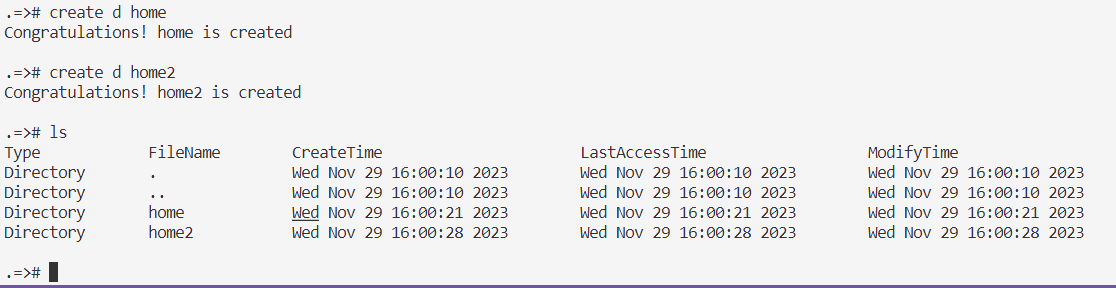 .=># create d home
Congratulations! home is created
.=># create d home2
Congratulations! home2 is created
.=># ls
Type FileName CreateTime LastAccessTime ModifyTime
Directory . Wed Nov 29 16:00:10 2023 Wed Nov 29 16:00:10 2023 Wed Nov 29 16:00:10 2023
Directory .. Wed Nov 29 16:00:10 2023 Wed Nov 29 16:00:10 2023 Wed Nov 29 16:00:10 2023
Directory home Wed Nov 29 16:00:21 2023 Wed Nov 29 16:00:21 2023 Wed Nov 29 16:00:21 2023
Directory home2 Wed Nov 29 16:00:28 2023 Wed Nov 29 16:00:28 2023 Wed Nov 29 16:00:28 2023
.=>#